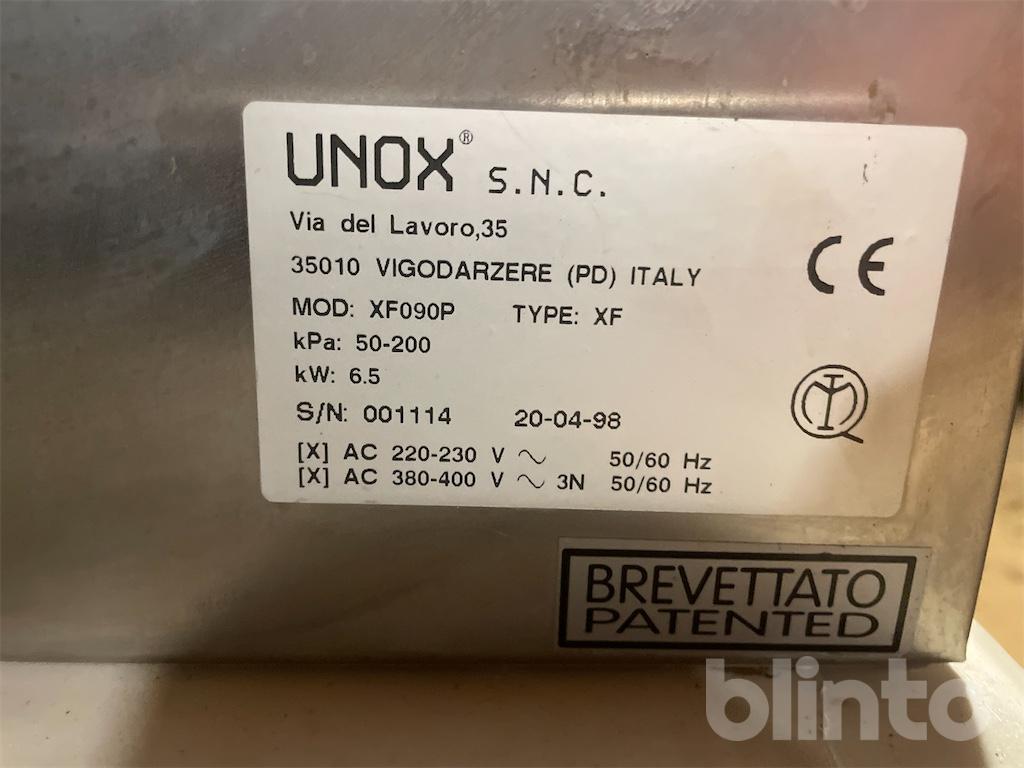 UNOX® S.N.C.
Via del Lavoro,35
35010 VIGODARZERE (PD) ITALY
MOD: XF090P TYPE: XF
kPa: 50-200
kW: 6.5
S/N: 001114 20-04-98
[X] AC 220-230 V ~ 50/60 Hz
[X] AC 380-400 V ~ 3N 50/60 Hz
CE
BREVETTATO
PATENTED
blinto